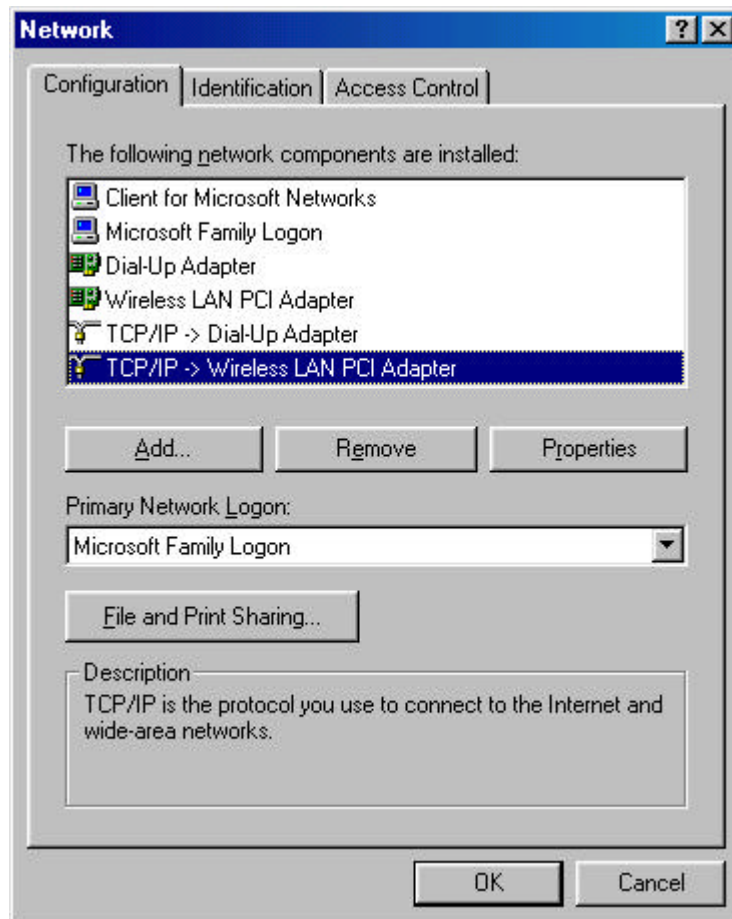 Network
Configuration Identification Access Control
The following network components are installed:
Client for Microsoft Networks
Microsoft Family Logon
Dial-Up Adapter
Wireless LAN PCI Adapter
TCP/IP -> Dial-Up Adapter
TCP/IP -> Wireless LAN PCI Adapter
Add... Remove Properties
Primary Network Logon:
Microsoft Family Logon
File and Print Sharing...
Description
TCP/IP is the protocol you use to connect to the Internet and
wide-area networks.
OK Cancel